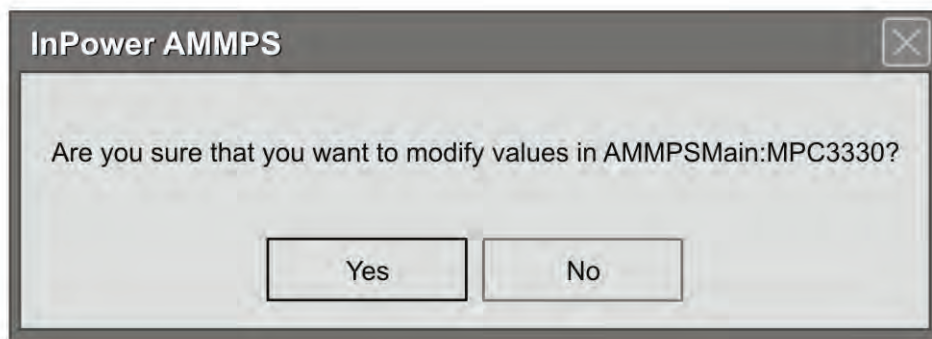 InPower AMMPS
Are you sure that you want to modify values in AMMPSMain:MPC3330?
Yes
No